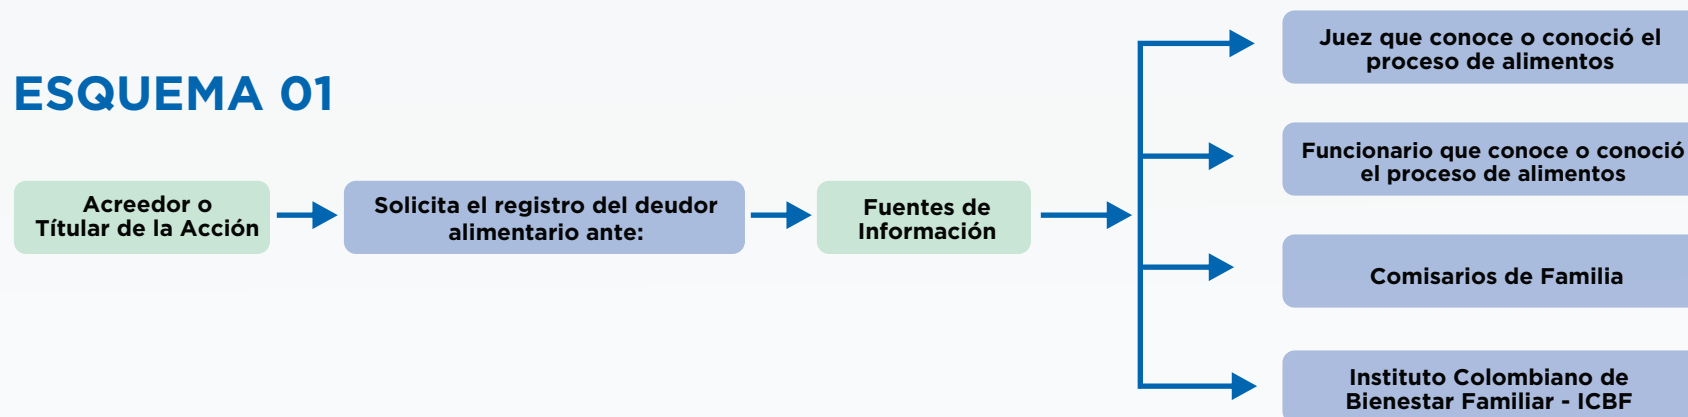 ESQUEMA 01
Acreedor o
Títular de la Acción
Solicita el registro del deudor
alimentario ante:
Fuentes de
Información
Juez que conoce o conoció el
proceso de alimentos
Funcionario que conoce o conoció
el proceso de alimentos
Comisarios de Familia
Instituto Colombiano de
Bienestar Familiar - ICBF